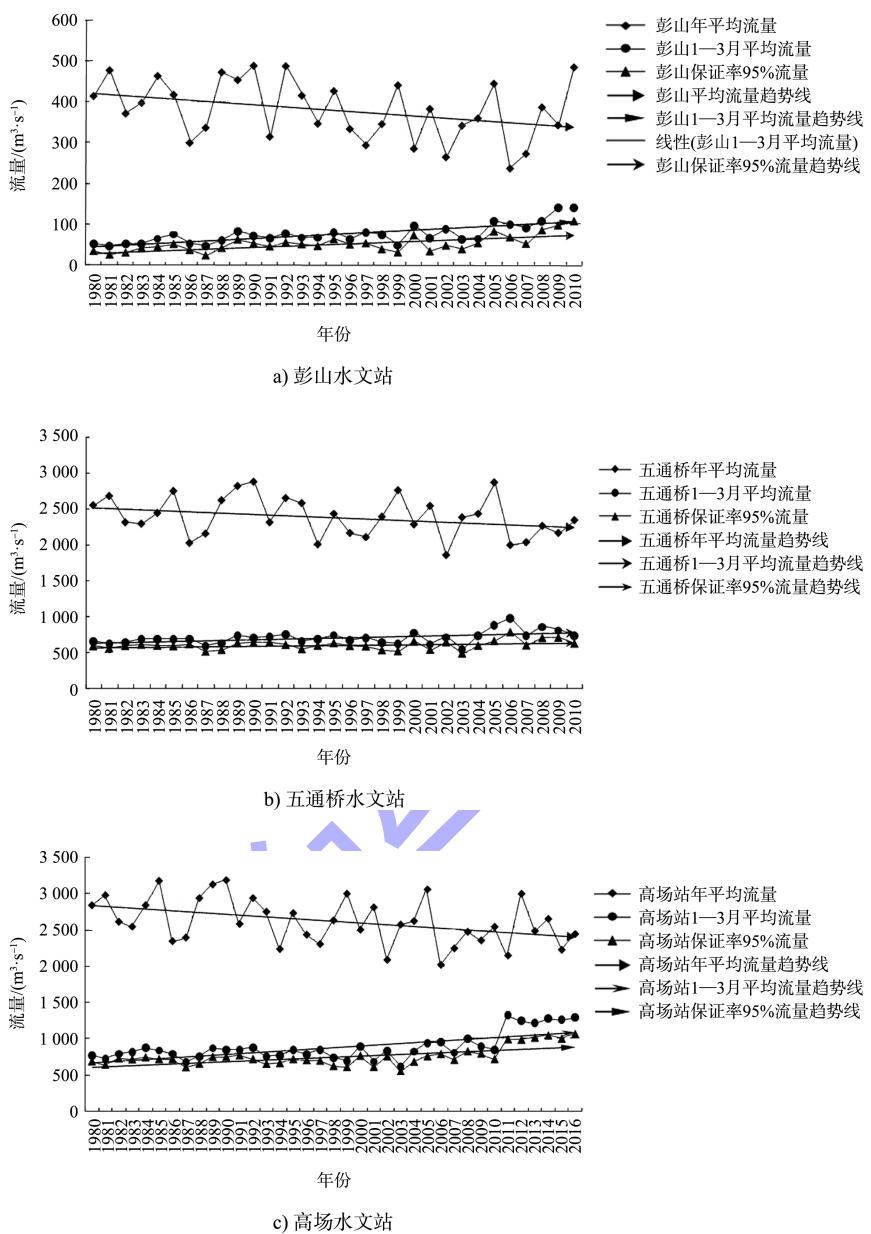 600
500
400
300
200
100
0
流量/(m³·s⁻¹)
1980 1981 1982 1983 1984 1985 1986 1987 1988 1989 1990 1991 1992 1993 1994 1995 1996 1997 1998 1999 2000 2001 2002 2003 2004 2005 2006 2007 2008 2009 2010
年份
彭山年平均流量
彭山1—3月平均流量
彭山保证率95%流量
彭山平均流量趋势线
彭山1—3月平均流量趋势线
线性(彭山1—3月平均流量)
彭山保证率95%流量趋势线
a) 彭山水文站
3 500
3 000
2 500
2 000
1 500
1 000
500
0
流量/(m³·s⁻¹)
1980 1981 1982 1983 1984 1985 1986 1987 1988 1989 1990 1991 1992 1993 1994 1995 1996 1997 1998 1999 2000 2001 2002 2003 2004 2005 2006 2007 2008 2009 2010
年份
五通桥年平均流量
五通桥1—3月平均流量
五通桥保证率95%流量
五通桥年平均流量趋势线
五通桥1—3月平均流量趋势线
五通桥保证率95%流量趋势线
b) 五通桥水文站
3 500
3 000
2 500
2 000
1 500
1 000
500
0
流量/(m³·s⁻¹)
1980 1981 1982 1983 1984 1985 1986 1987 1988 1989 1990 1991 1992 1993 1994 1995 1996 1997 1998 1999 2000 2001 2002 2003 2004 2005 2006 2007 2008 2009 2010 2011 2012 2013 2014 2015 2016
年份
高场站年平均流量
高场站1—3月平均流量
高场站保证率95%流量
高场站年平均流量趋势线
高场站1—3月平均流量趋势线
高场站保证率95%流量趋势线
c) 高场水文站